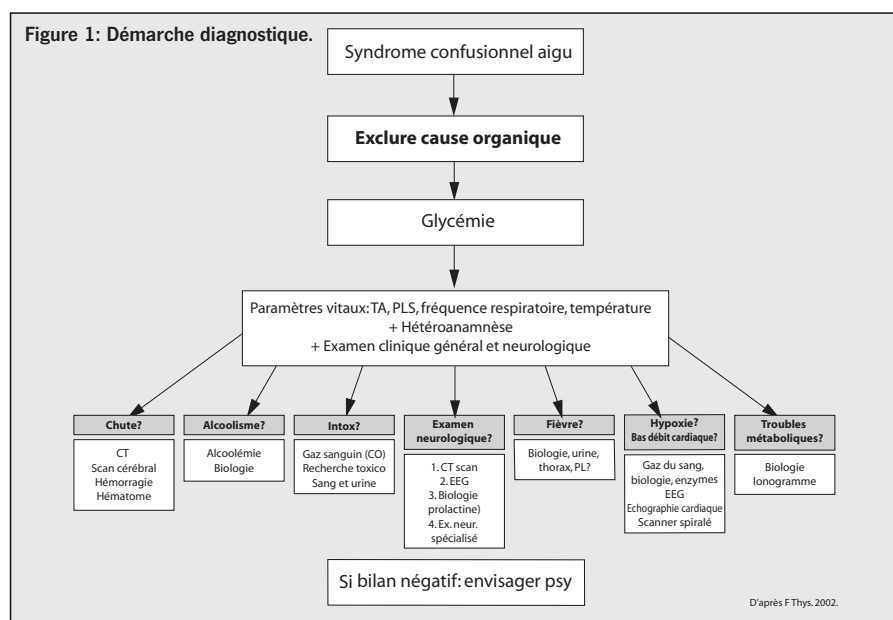 Figure 1: Démarche diagnostique.
Syndrome confusionnel aigu
Exclure cause organique
Glycémie
Paramètres vitaux: TA, PLS, fréquence respiratoire, température
+ Hétéroanamnèse
+ Examen clinique général et neurologique
Chute?
CT
Scan cérébral
Hémorragie
Hématome
Alcoolisme?
Alcoolémie
Biologie
Intox?
Gaz sanguin (CO)
Recherche toxico
Sang et urine
Examen
neurologique?
1. CT scan
2. EEG
3. Biologie
prolactine)
4. Ex. neur.
spécialisé
Fièvre?
Biologie, urine,
thorax, PL?
Hypoxie?
Bas débit cardiaque?
Gaz du sang,
biologie, enzymes
EEG
Echographie cardiaque
Scanner spiralé
Troubles
métaboliques?
Biologie
Ionogramme
Si bilan négatif: envisager psy
D'après F Thys. 2002.